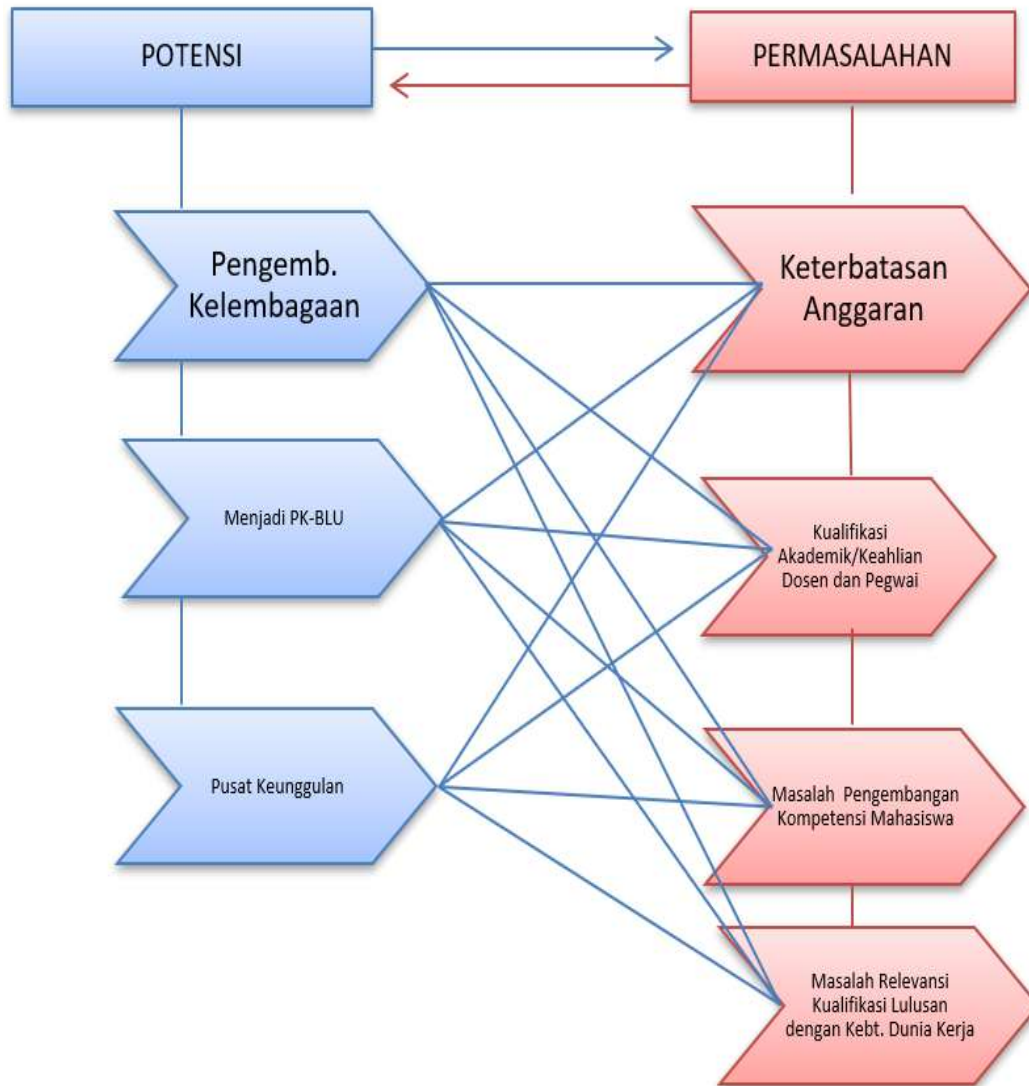 POTENSI
PERMASALAHAN
Pengemb.
Kelembagaan
Keterbatasan
Anggaran
Menjadi PK-BLU
Kualifikasi
Akademik/Keahlian
Dosen dan Pegwai
Pusat Keunggulan
Masalah Pengembangan
Kompetensi Mahasiswa
Masalah Relevansi
Kualifikasi Lulusan
dengan Kebt. Dunia Kerja